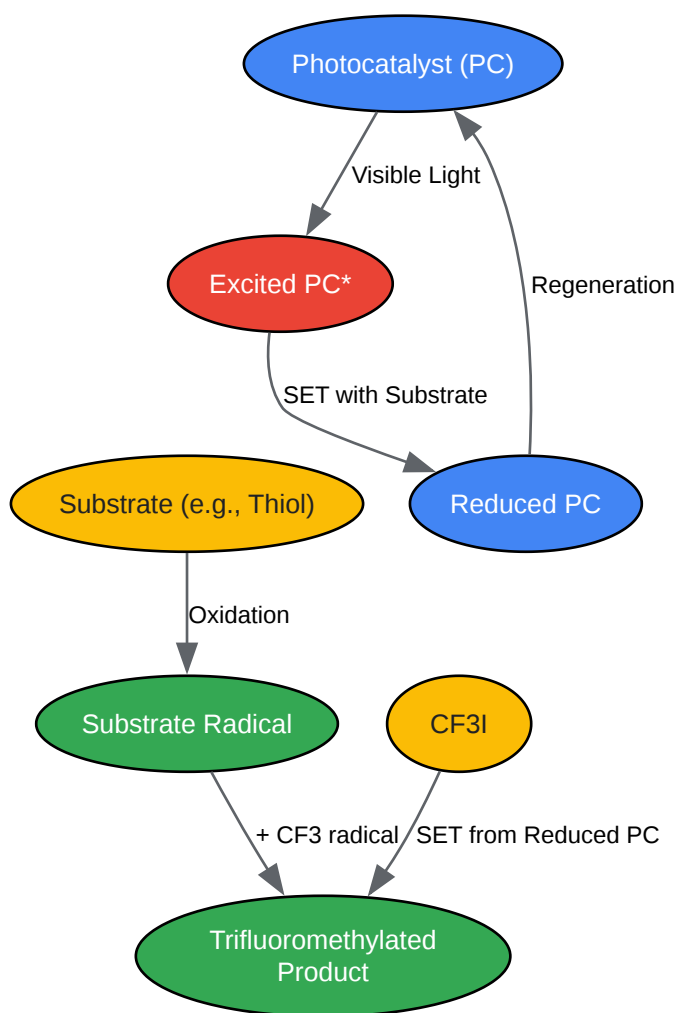 Photocatalyst (PC)
Visible Light
Excited PC*
Regeneration
SET with Substrate
Substrate (e.g., Thiol)
Reduced PC
Oxidation
Substrate Radical
CF3I
+ CF3 radical
SET from Reduced PC
Trifluoromethylated
Product